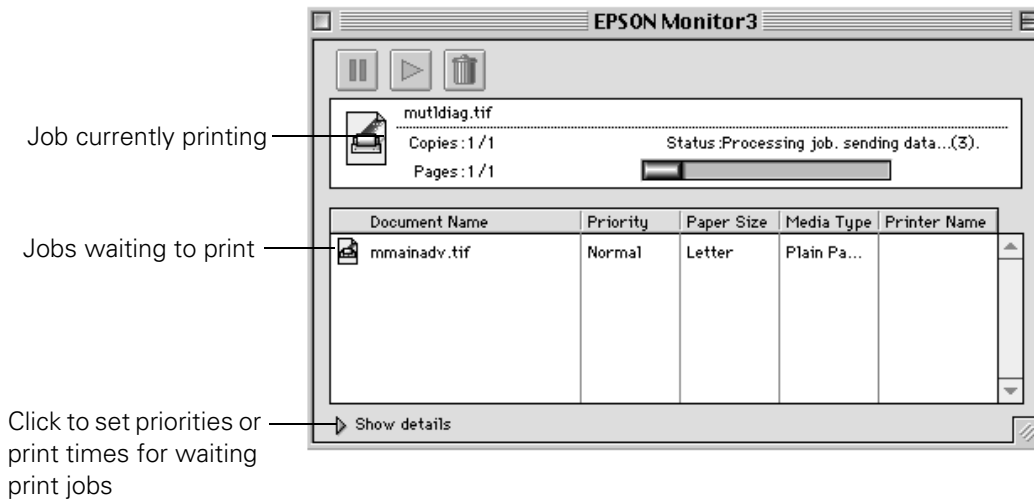 EPSON Monitor3
mutldiag.tif
Job currently printing
Copies:1/1
Status:Processing job. sending data...(3).
Pages:1/1
Document Name Priority Paper Size Media Type Printer Name
Jobs waiting to print
mmainadv.tif Normal Letter Plain Pa...
Click to set priorities or
print times for waiting
print jobs
Show details